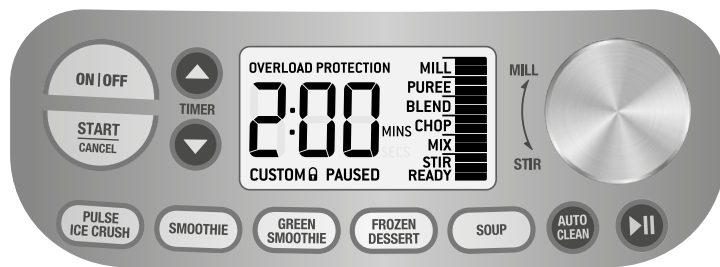 ON|OFF
START
CANCEL
TIMER
OVERLOAD PROTECTION
2:00
MINS
SECS
CUSTOM PAUSED
MILL
PUREE
BLEND
CHOP
MIX
STIR
READY
MILL
STIR
PULSE
ICE CRUSH
SMOOTHIE
GREEN
SMOOTHIE
FROZEN
DESSERT
SOUP
AUTO
CLEAN